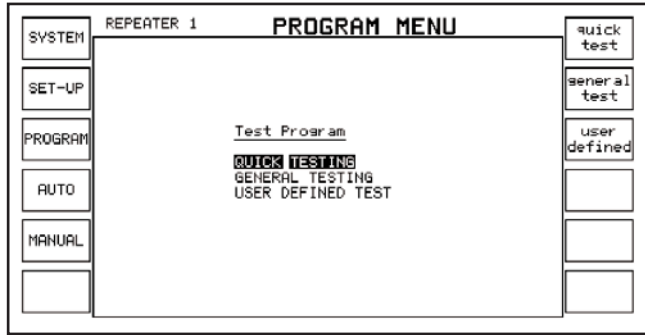 REPEATER 1
PROGRAM MENU
SYSTEM
SET-UP
PROGRAM
AUTO
MANUAL
Test Program
QUICK TESTING
GENERAL TESTING
USER DEFINED TEST
quick
test
general
test
user
defined